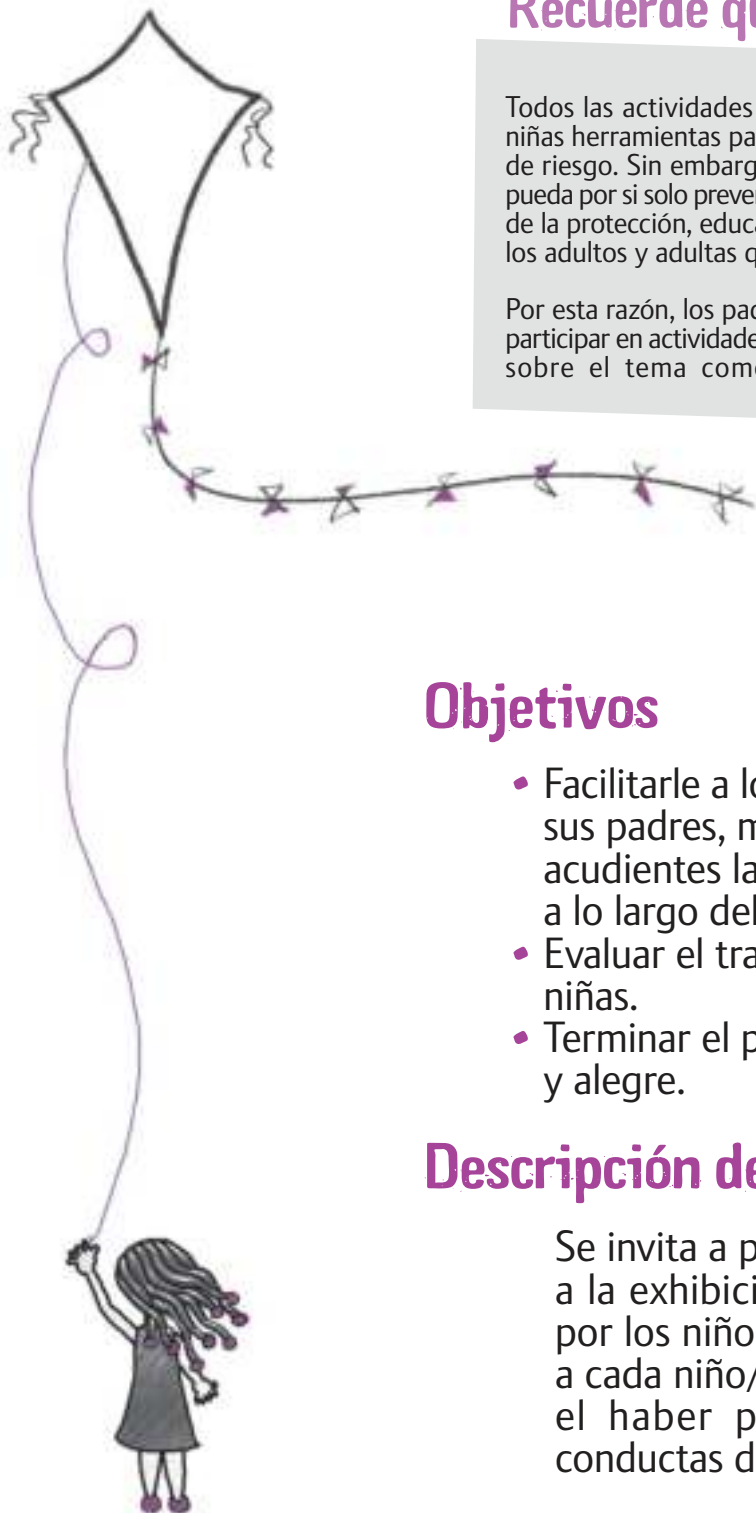 Recuerde qu
Todos las actividades
niñas herramientas pa
de riesgo. Sin embarg
pueda por si solo preve
de la protección, educa
los adultos y adultas q
Por esta razón, los pad
participar en actividade
sobre el tema com
Objetivos
• Facilitarle a lo
sus padres, m
acudientes la
a lo largo del
• Evaluar el tra
niñas.
• Terminar el p
y alegre.
Descripción de
Se invita a p
a la exhibici
por los niño
a cada niño/
el haber p
conductas d